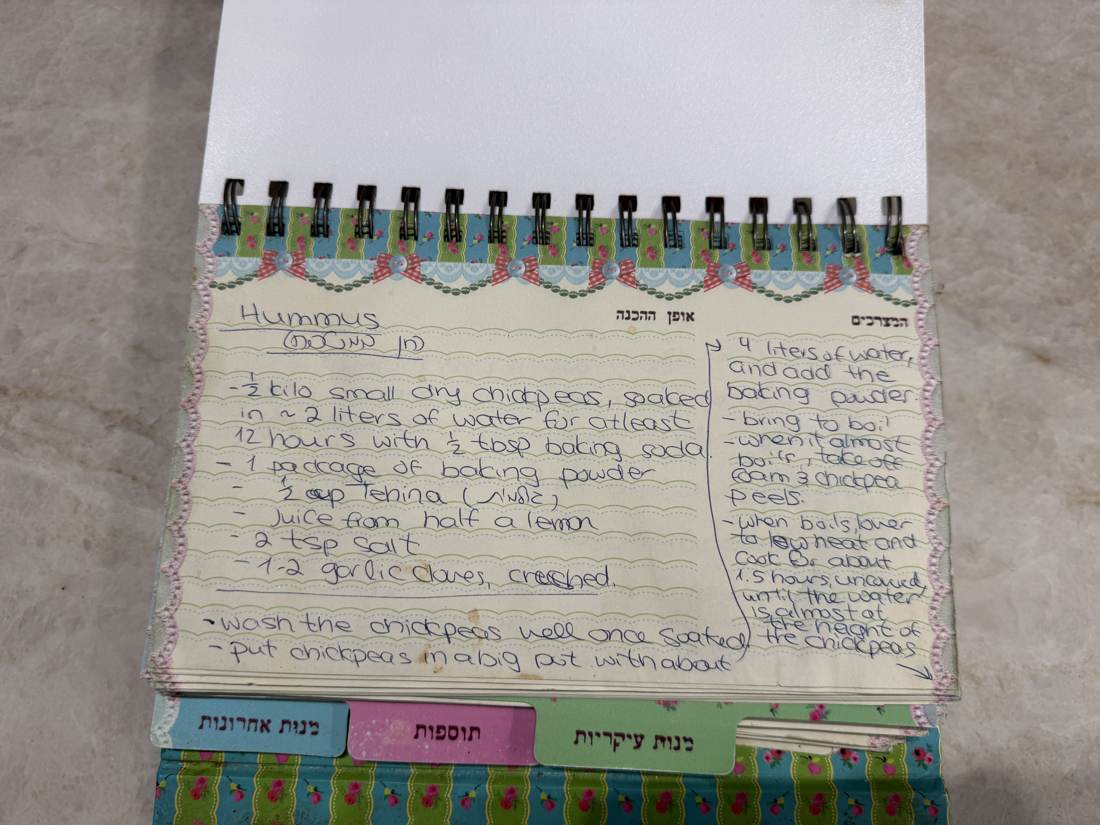 אופן ההכנה
המצרכים
Hummus
- ½ kilo small dry chickpeas, soaked
in ~ 2 liters of water for atleast
12 hours with ½ tbsp baking soda.
- 1 package of baking powder
- ½ cup Tehina (גולמית)
- Juice from half a lemon
- 2 tsp salt
- 1-2 garlic cloves, creshed.
- wash the chickpeas well once soaked
- put chickpeas in a big pot with about
4 liters of water,
and add the
baking powder
- bring to boil
- when it almost
boils, take off
foam & chickpea
peels.
- when boils, lower
to low heat and
cook for about
1.5 hours, uncovered,
until the water
is almost at
the height of
the chickpeas
מנות אחרונות
תוספות
מנות עיקריות